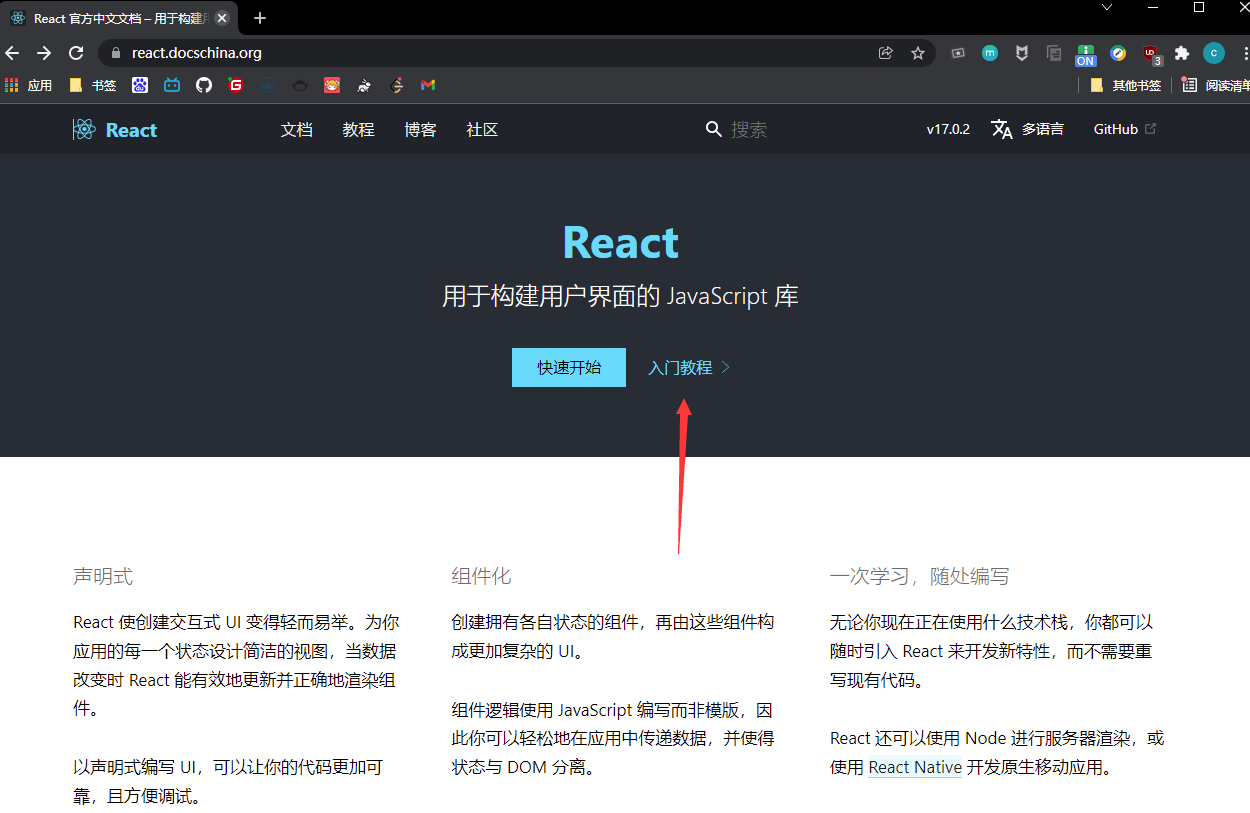 React 官方中文文档 – 用于构建用户
react.docschina.org
ON
3
c
应用
书签
其他书签
阅读清单
React
文档
教程
博客
社区
搜索
v17.0.2
多语言
GitHub
React
用于构建用户界面的 JavaScript 库
快速开始
入门教程
声明式
React 使创建交互式 UI 变得轻而易举。为你
应用的每一个状态设计简洁的视图，当数据
改变时 React 能有效地更新并正确地渲染组
件。
以声明式编写 UI，可以让你的代码更加可
靠，且方便调试。
组件化
创建拥有各自状态的组件，再由这些组件构
成更加复杂的 UI。
组件逻辑使用 JavaScript 编写而非模版，因
此你可以轻松地在应用中传递数据，并使得
状态与 DOM 分离。
一次学习，随处编写
无论你现在正在使用什么技术栈，你都可以
随时引入 React 来开发新特性，而不需要重
写现有代码。
React 还可以使用 Node 进行服务器渲染，或
使用 React Native 开发原生移动应用。